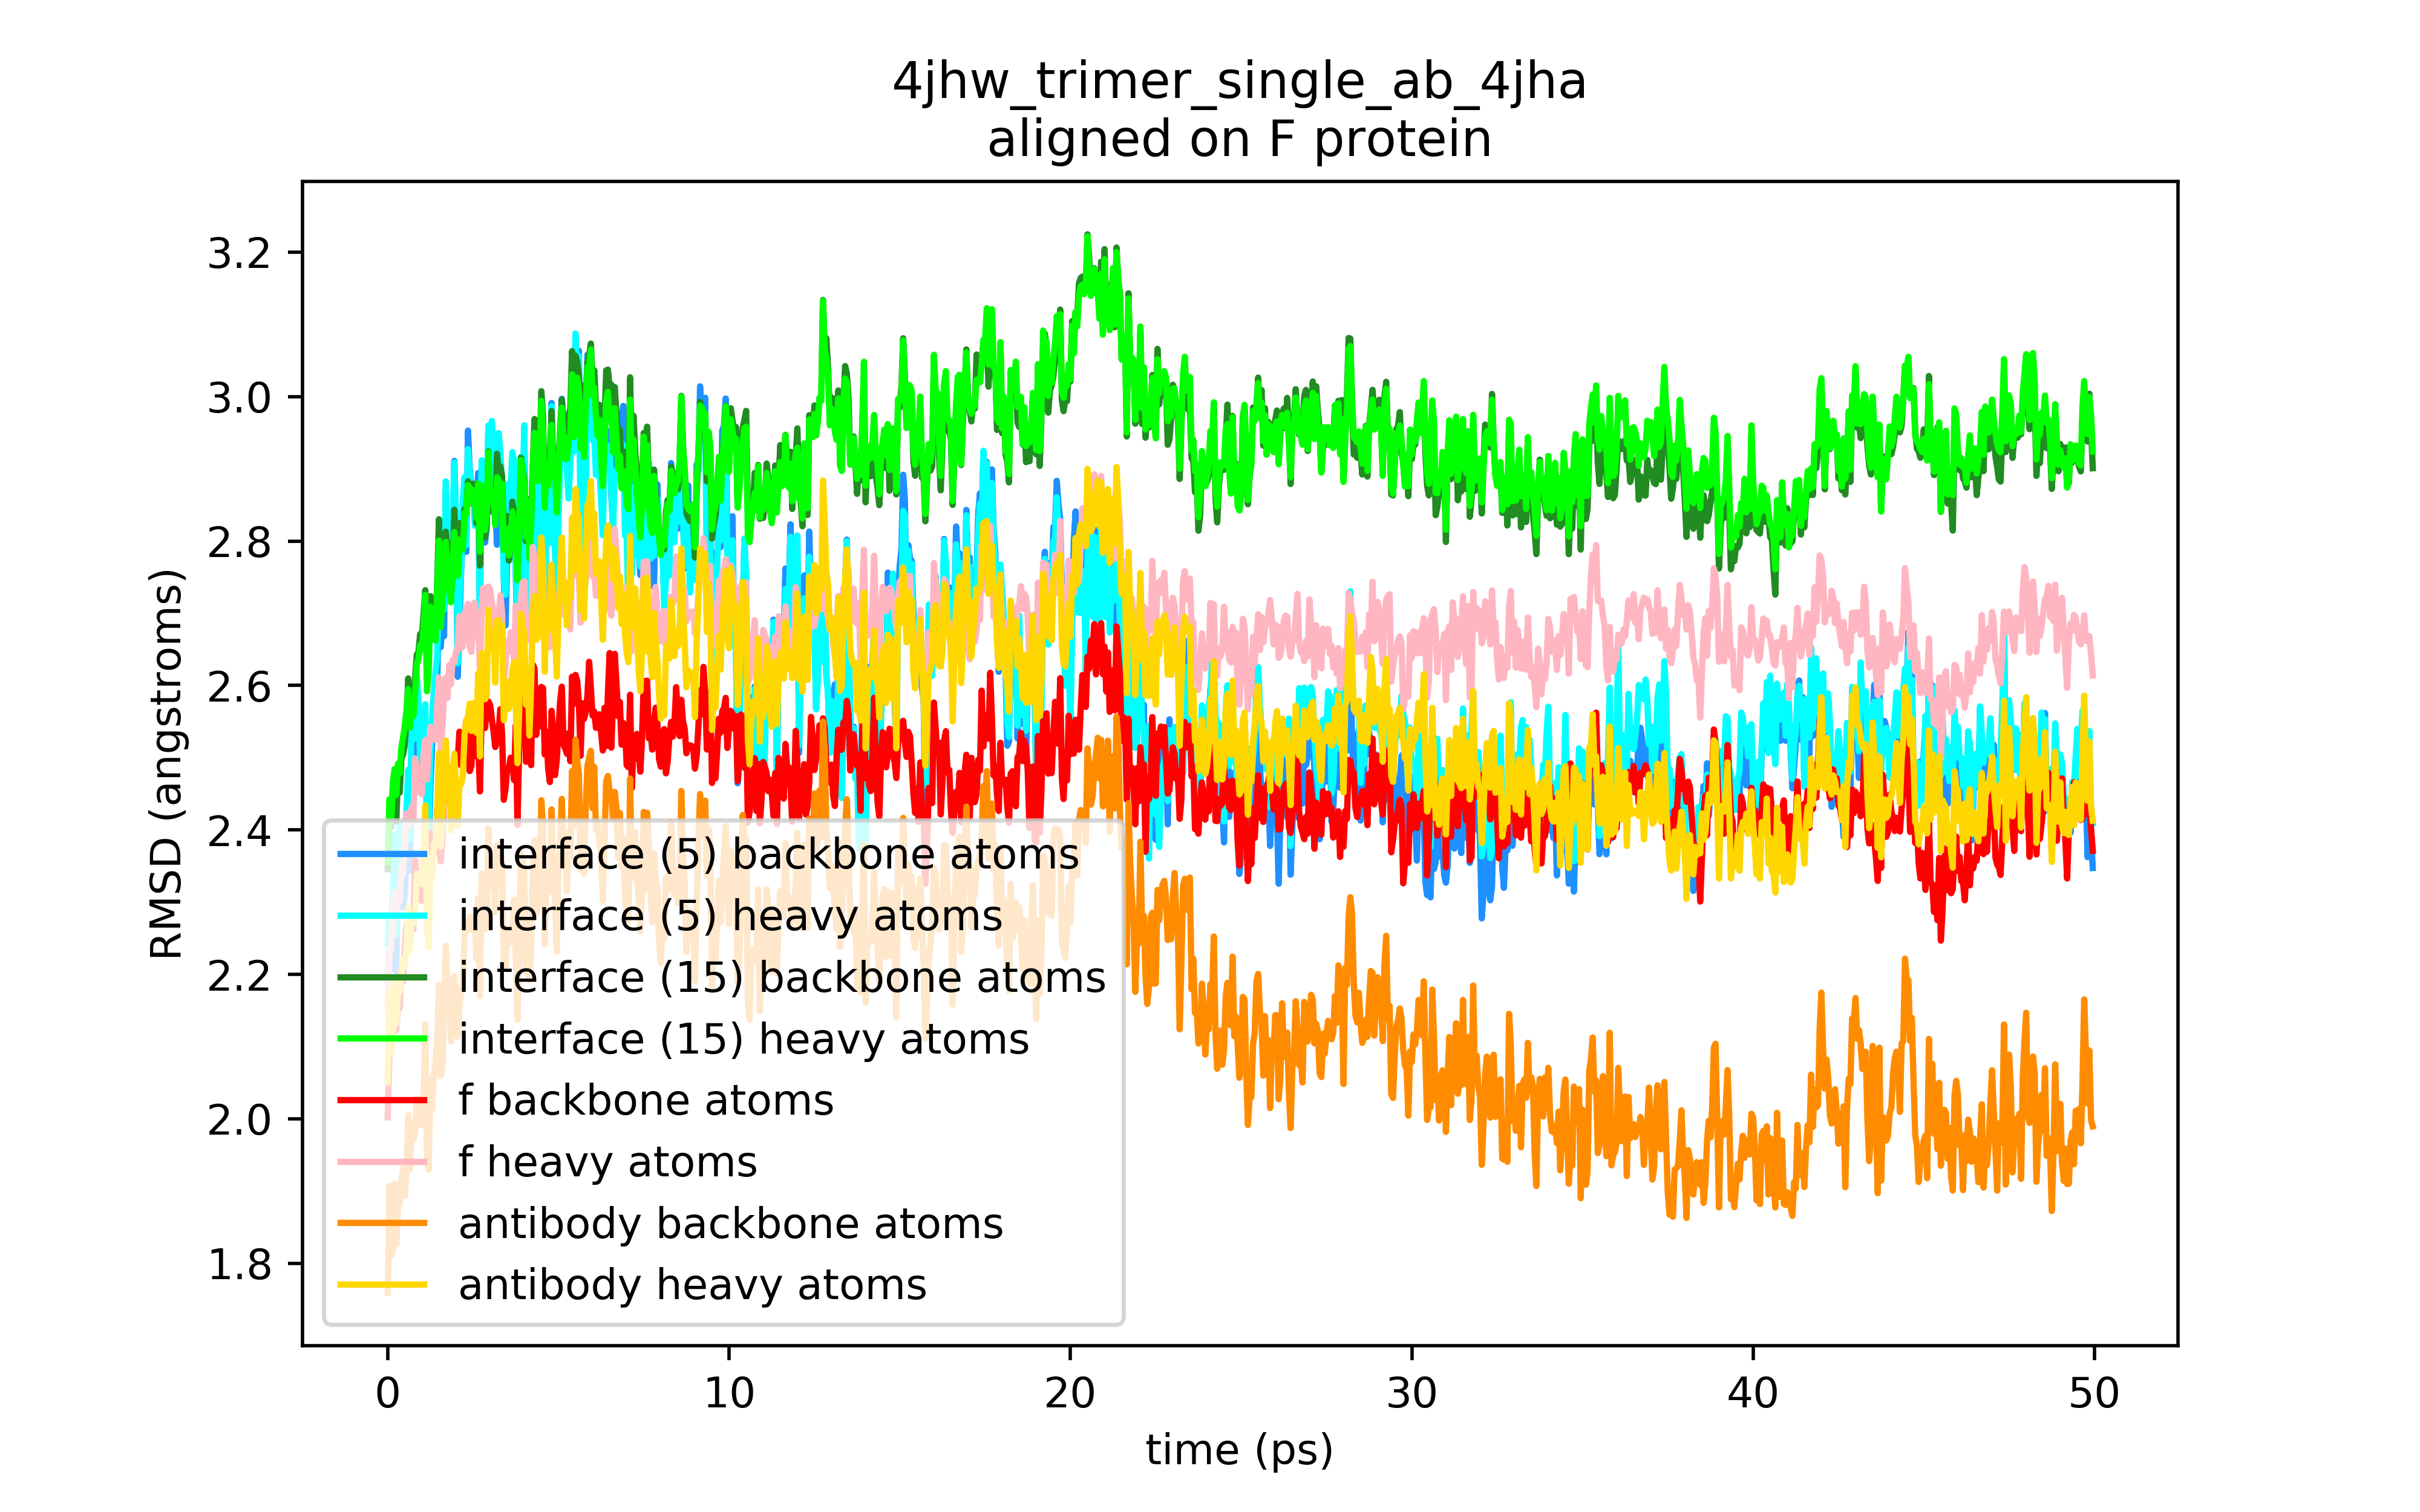 4jhw_trimer_single_ab_4jha
aligned on F protein
RMSD (angstroms)
3.2
3.0
2.8
2.6
2.4
2.2
2.0
1.8
interface (5) backbone atoms
interface (5) heavy atoms
interface (15) backbone atoms
interface (15) heavy atoms
f backbone atoms
f heavy atoms
antibody backbone atoms
antibody heavy atoms
0 10 20 30 40 50
time (ps)